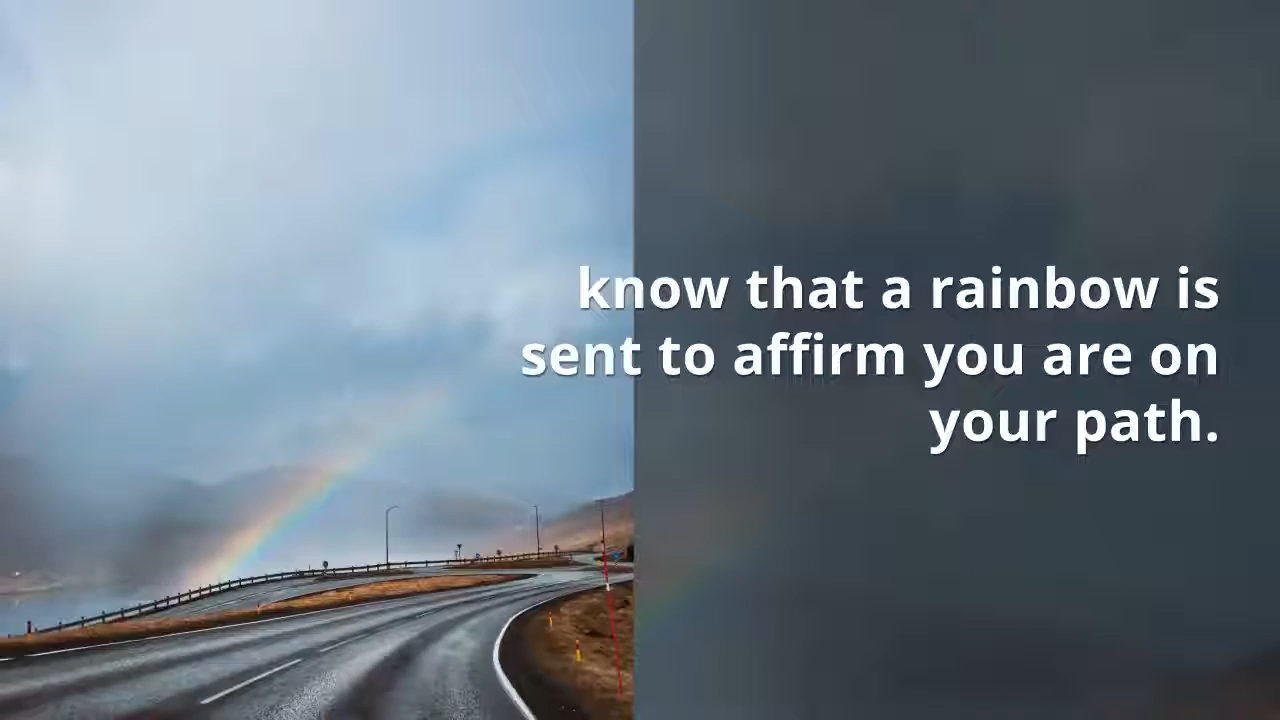 know that a rainbow is
sent to affirm you are on
your path.